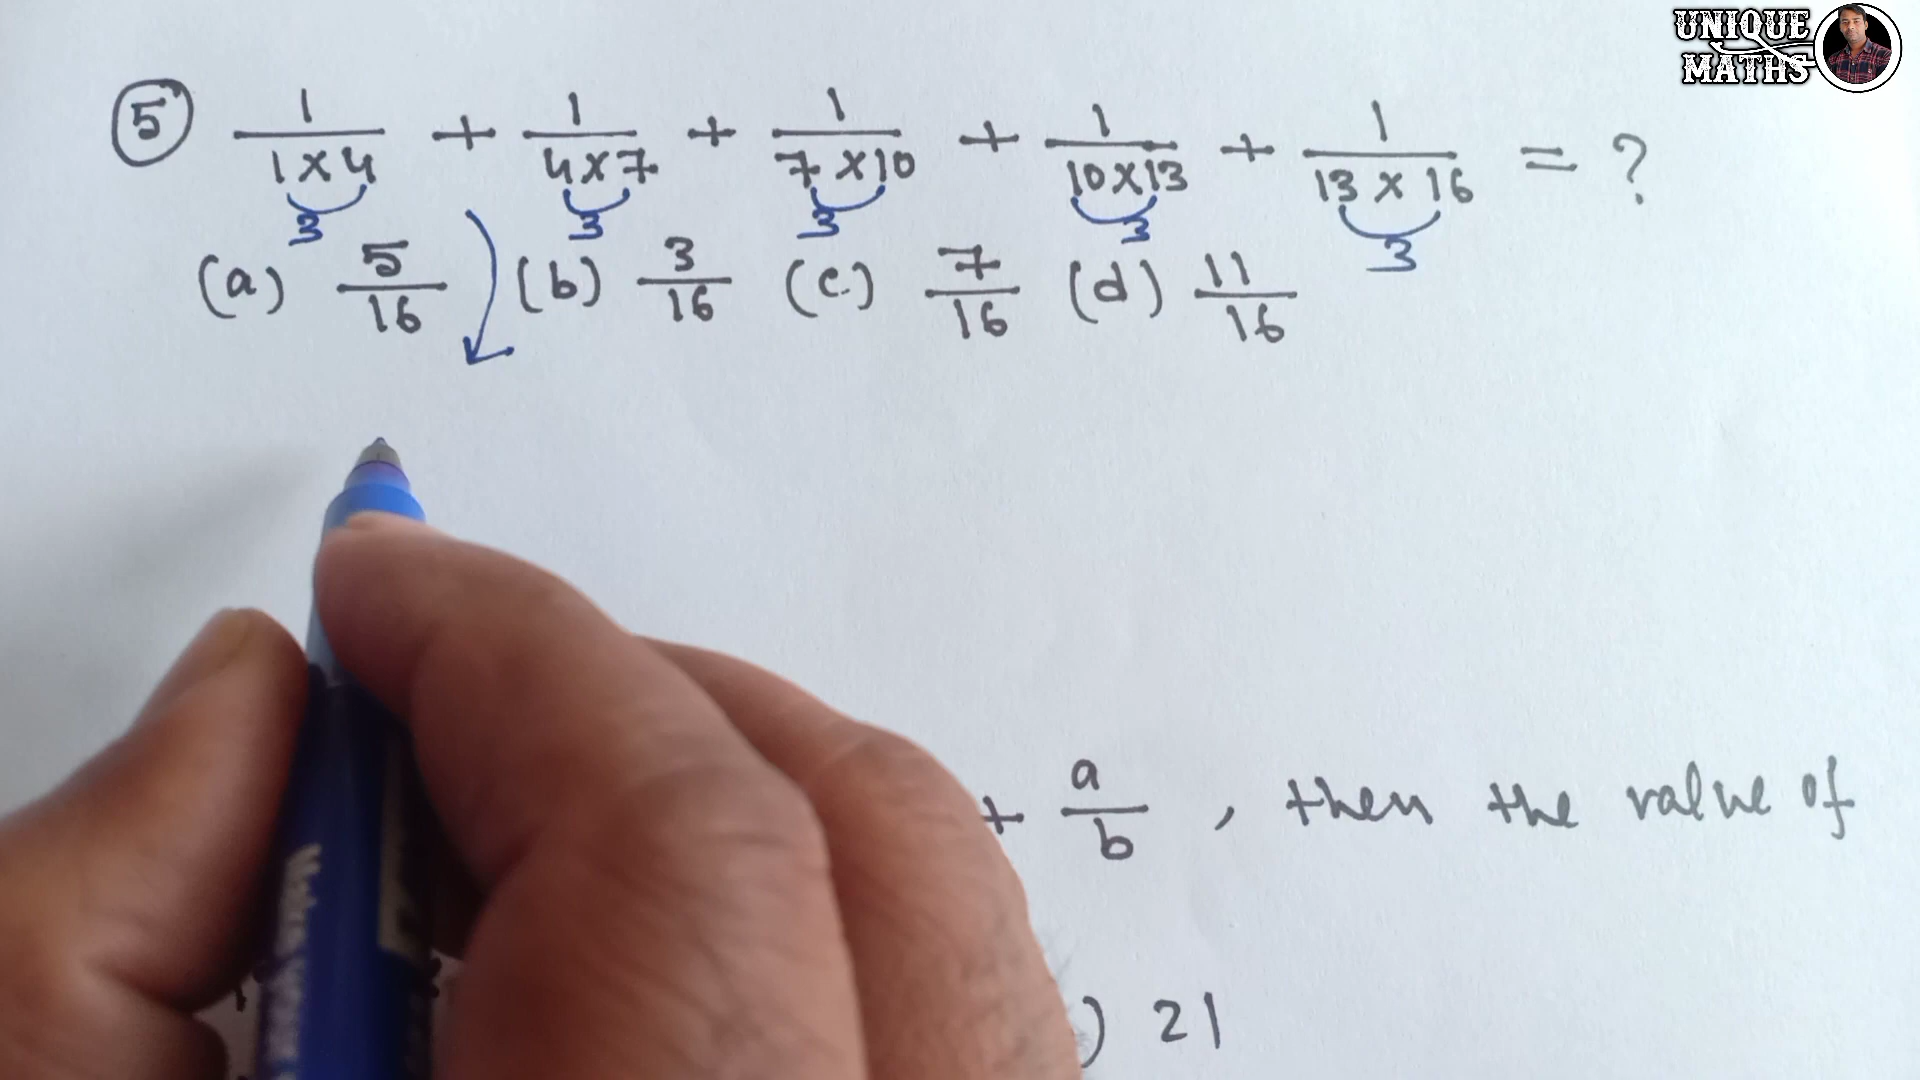 UNIQUE
MATHS
5 1/(1×4) + 1/(4×7) + 1/(7×10) + 1/(10×13) + 1/(13×16) = ?
3 3 3 3 3
(a) 5/16 (b) 3/16 (c) 7/16 (d) 11/16
+ a/b , then the value of
) 21